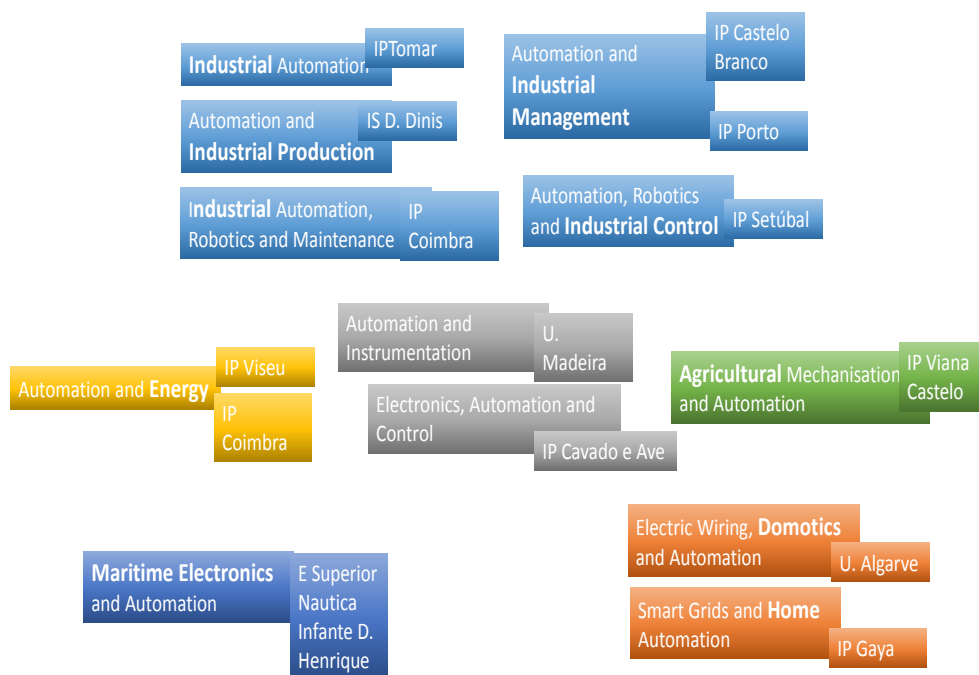 Industrial Automation
IPTomar
Automation and
Industrial Production
IS D. Dinis
Industrial Automation,
Robotics and Maintenance
IP
Coimbra
Automation and
Industrial
Management
IP Castelo
Branco
IP Porto
Automation, Robotics
and Industrial Control
IP Setúbal
Automation and Energy
IP Viseu
IP
Coimbra
Automation and
Instrumentation
U.
Madeira
Electronics, Automation and
Control
IP Cavado e Ave
Agricultural Mechanisation
and Automation
IP Viana
Castelo
Maritime Electronics
and Automation
E Superior
Nautica
Infante D.
Henrique
Electric Wiring, Domotics
and Automation
U. Algarve
Smart Grids and Home
Automation
IP Gaya